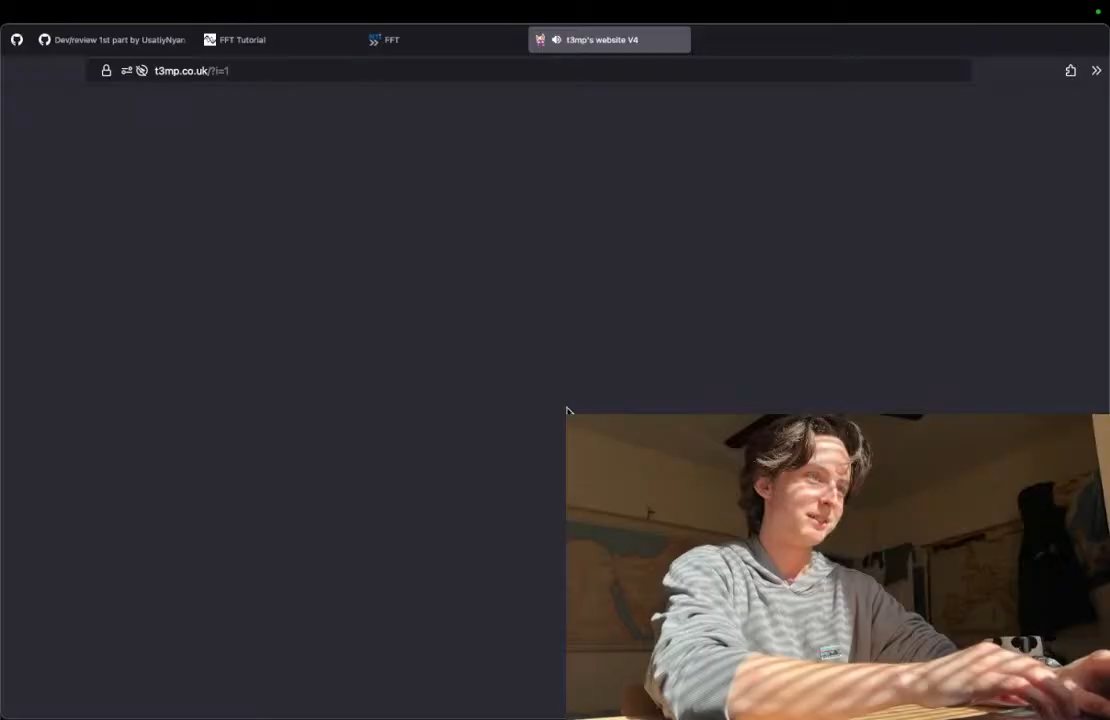 Dev/review 1st part by UsatiyNyan
FFT Tutorial
FFT
t3mp's website V4
t3mp.co.uk/?i=1